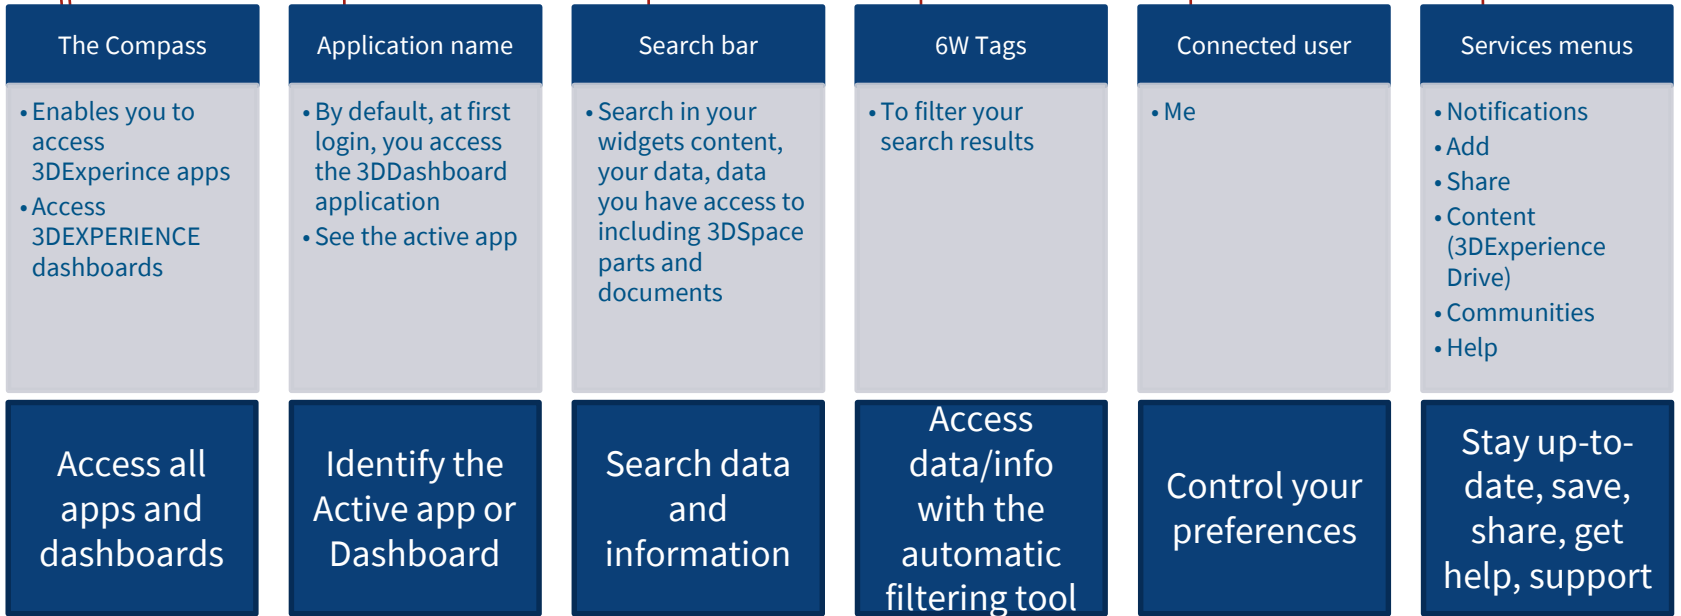 The Compass
• Enables you to
access
3DExperince apps
• Access
3DEXPERIENCE
dashboards
Access all
apps and
dashboards
Application name
• By default, at first
login, you access
the 3DDashboard
application
• See the active app
Identify the
Active app or
Dashboard
Search bar
• Search in your
widgets content,
your data, data
you have access to
including 3DSpace
parts and
documents
Search data
and
information
6W Tags
• To filter your
search results
Access
data/info
with the
automatic
filtering tool
Connected user
• Me
Control your
preferences
Services menus
• Notifications
• Add
• Share
• Content
(3DExperience
Drive)
• Communities
• Help
Stay up-to-
date, save,
share, get
help, support